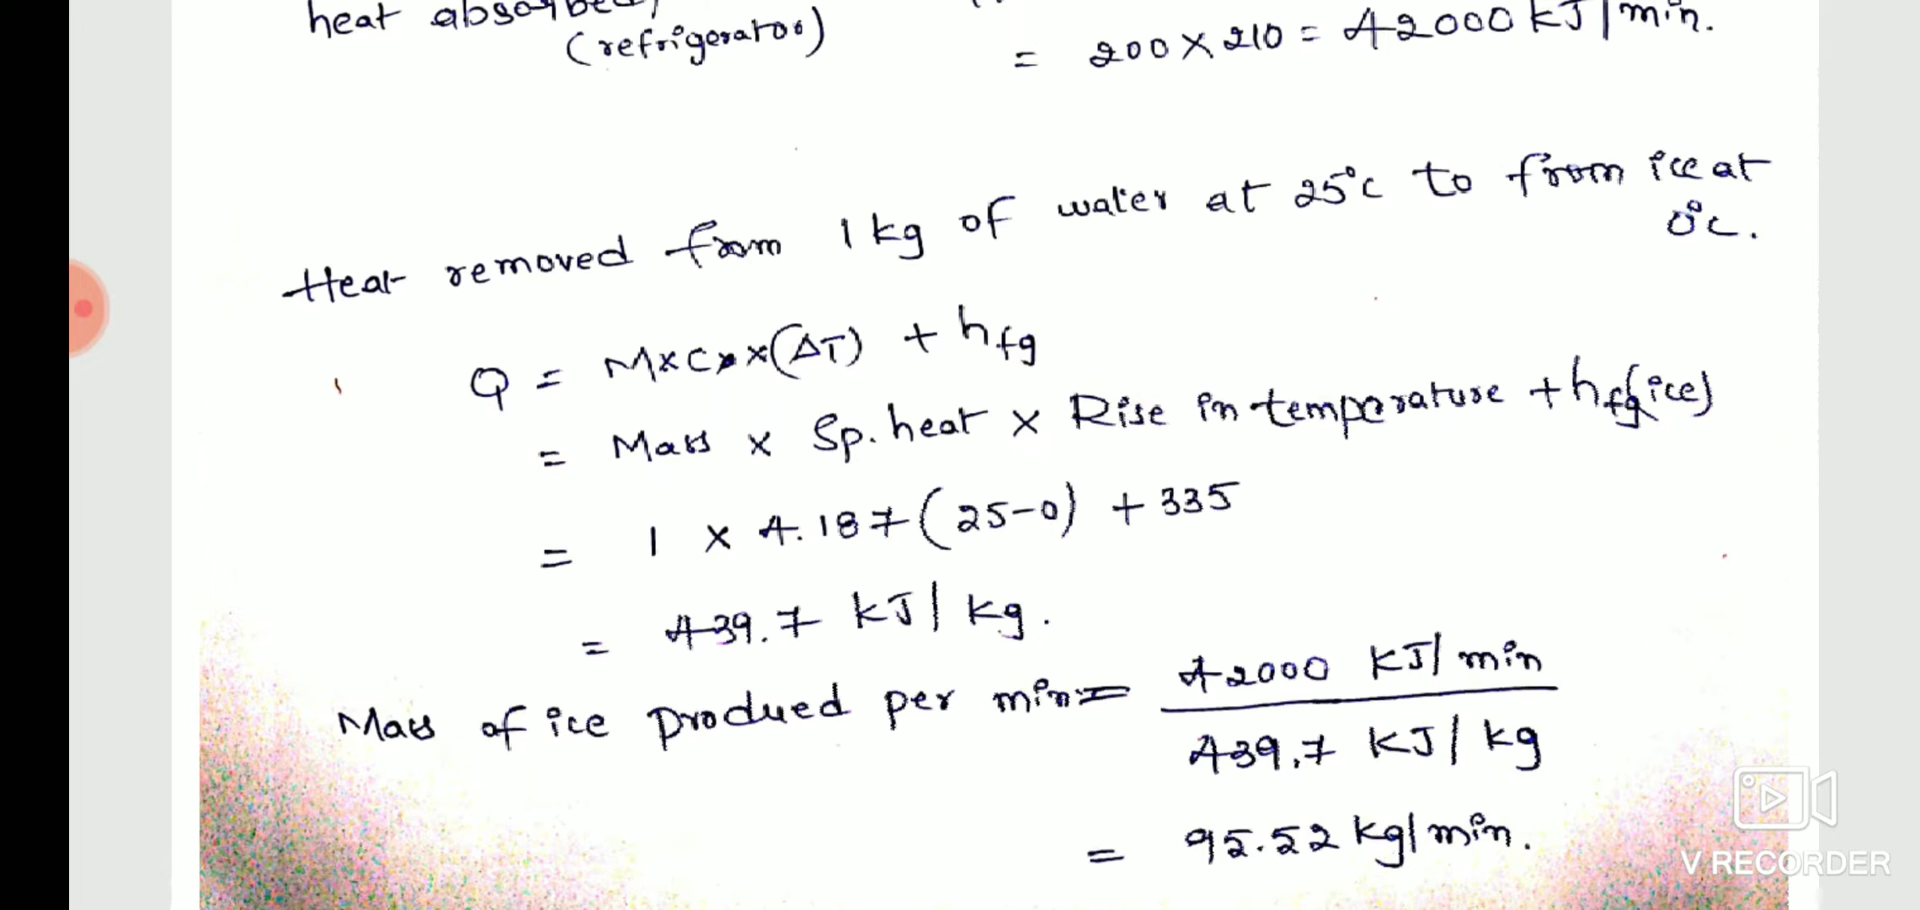 heat absorbed,
(refrigerator)
= 200 × 210 = 42000 kJ/min.
Heat removed from 1 kg of water at 25°C to from ice at
0°C.
Q = M×C××(ΔT) + hfg
= Mass × Sp. heat × Rise in temperature + hfg(ice)
= 1 × 4.187(25-0) + 335
= 439.7 kJ/kg.
Mass of ice produed per min = 42000 KJ/min
439.7 KJ/kg
= 95.52 kg/min.
V RECORDER